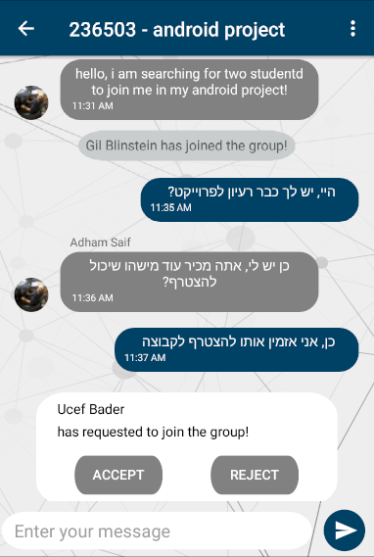 236503 - android project
hello, i am searching for two studentd
to join me in my android project!
11:31 AM
Gil Blinstein has joined the group!
היי, יש לך כבר רעיון לפרוייקט?
11:35 AM
Adham Saif
כן יש לי, אתה מכיר עוד מישהו שיכול
להצטרף?
11:36 AM
כן, אני אזמין אותו להצטרף לקבוצה
11:37 AM
Ucef Bader
has requested to join the group!
ACCEPT REJECT
Enter your message